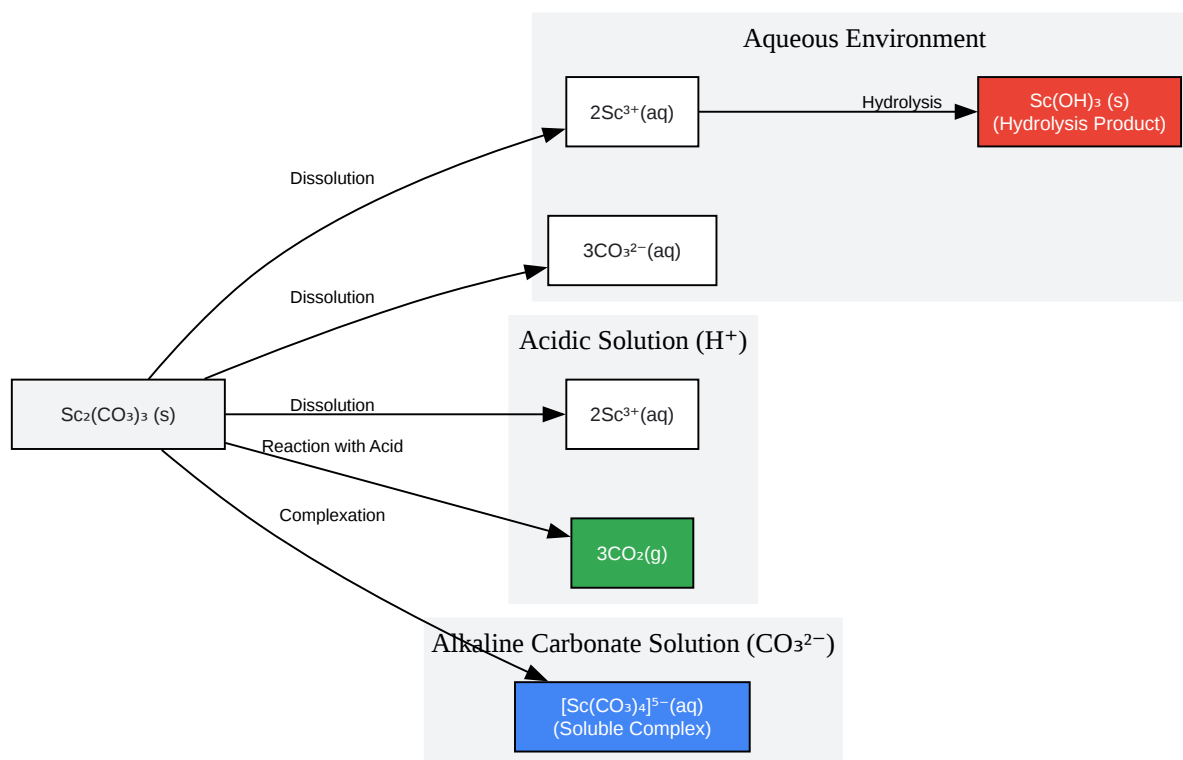 Aqueous Environment
2Sc³⁺(aq)
Hydrolysis
Sc(OH)₃ (s)
(Hydrolysis Product)
Dissolution
3CO₃²⁻(aq)
Dissolution
Acidic Solution (H⁺)
Sc₂(CO₃)₃ (s)
Dissolution
2Sc³⁺(aq)
Reaction with Acid
3CO₂(g)
Complexation
Alkaline Carbonate Solution (CO₃²⁻)
[Sc(CO₃)₄]⁵⁻(aq)
(Soluble Complex)